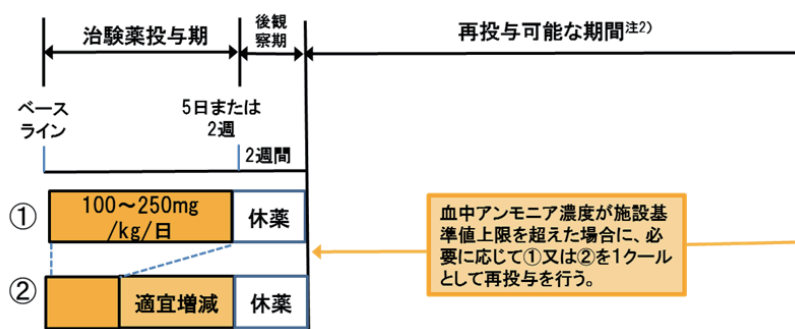 治験薬投与期
後観
察期
再投与可能な期間注2)
ベース
ライン
5日または
2週
2週間
①
100～250mg
/kg/日
休薬
血中アンモニア濃度が施設基
準値上限を超えた場合に、必
要に応じて①又は②を1クール
として再投与を行う。
②
適宜増減
休薬